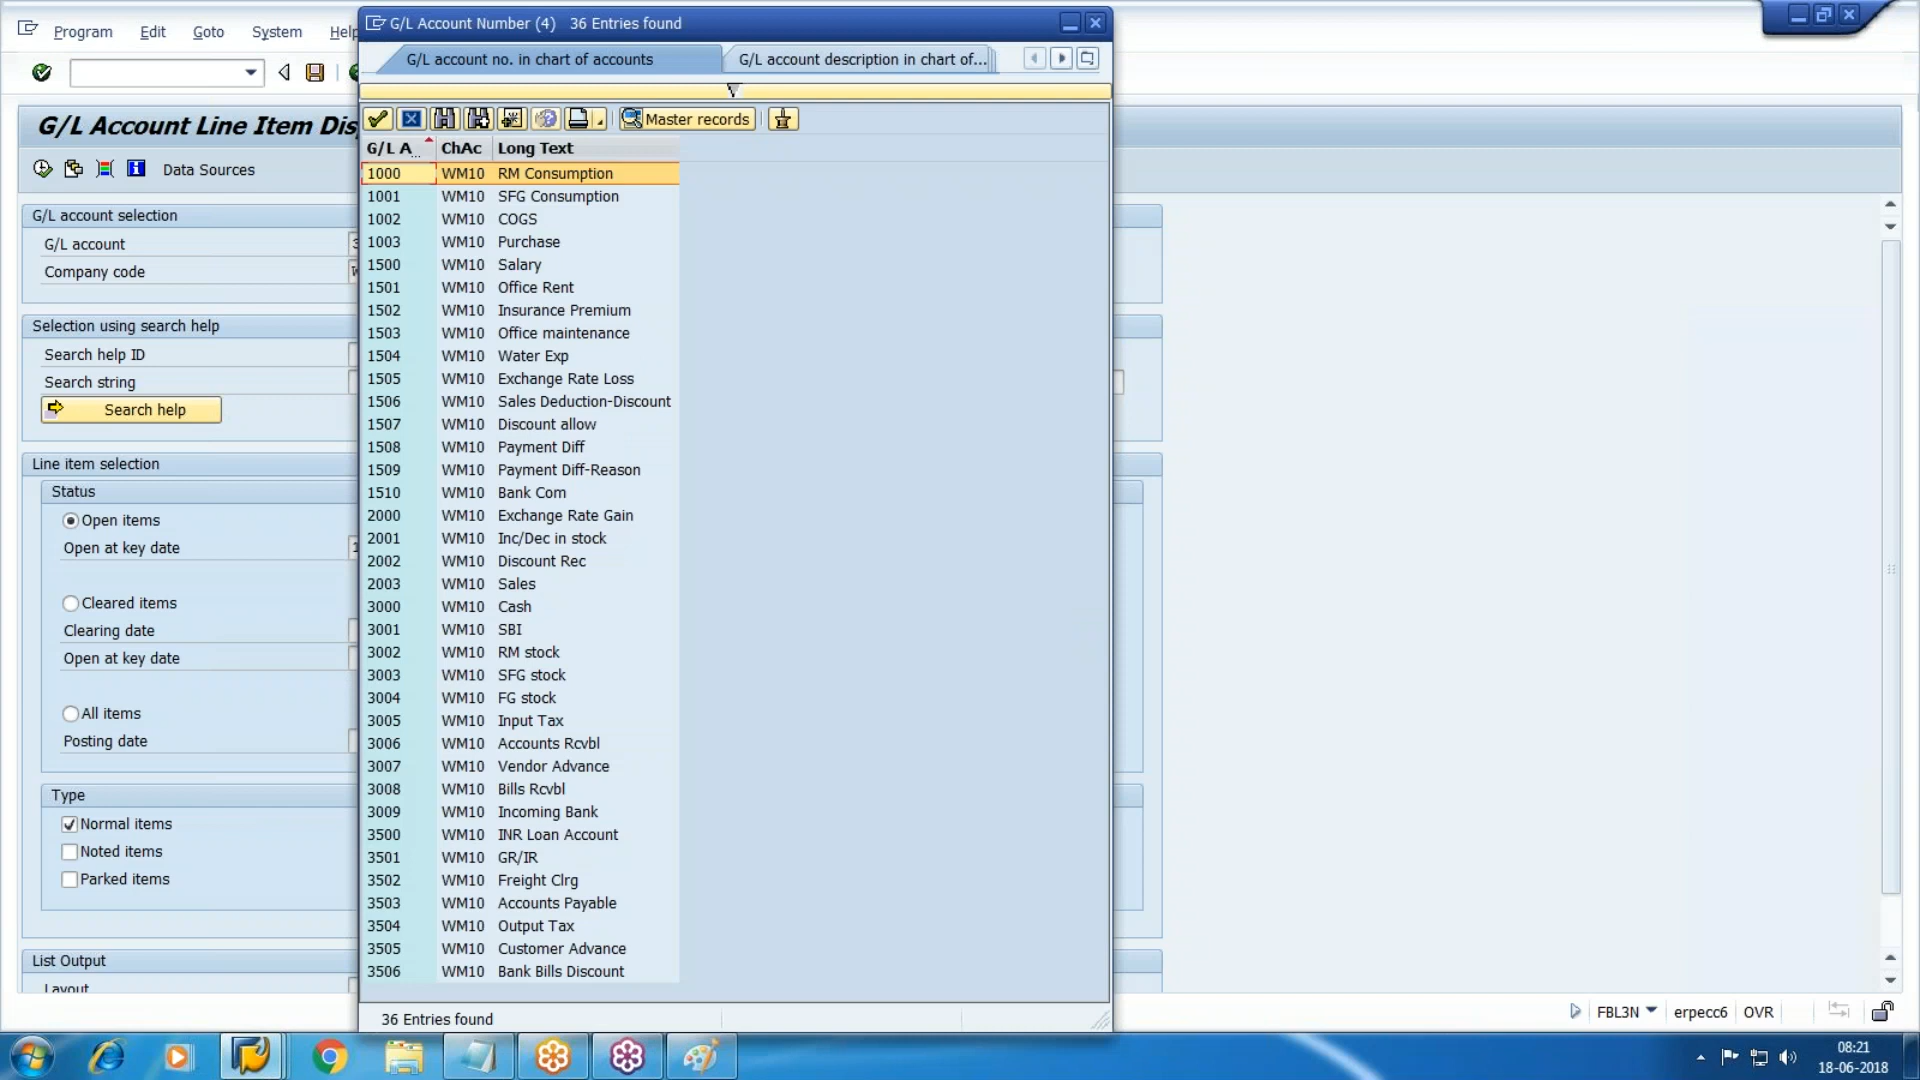 G/L Account Number (4) 36 Entries found
Program Edit Goto System Help
G/L account no. in chart of accounts
G/L account description in chart of...
G/L Account Line Item Dis
Master records
Data Sources
G/L A... ChAc Long Text
1000 WM10 RM Consumption
1001 WM10 SFG Consumption
1002 WM10 COGS
1003 WM10 Purchase
1500 WM10 Salary
1501 WM10 Office Rent
1502 WM10 Insurance Premium
1503 WM10 Office maintenance
1504 WM10 Water Exp
1505 WM10 Exchange Rate Loss
1506 WM10 Sales Deduction-Discount
1507 WM10 Discount allow
1508 WM10 Payment Diff
1509 WM10 Payment Diff-Reason
1510 WM10 Bank Com
2000 WM10 Exchange Rate Gain
2001 WM10 Inc/Dec in stock
2002 WM10 Discount Rec
2003 WM10 Sales
3000 WM10 Cash
3001 WM10 SBI
3002 WM10 RM stock
3003 WM10 SFG stock
3004 WM10 FG stock
3005 WM10 Input Tax
3006 WM10 Accounts Rcvbl
3007 WM10 Vendor Advance
3008 WM10 Bills Rcvbl
3009 WM10 Incoming Bank
3500 WM10 INR Loan Account
3501 WM10 GR/IR
3502 WM10 Freight Clrg
3503 WM10 Accounts Payable
3504 WM10 Output Tax
3505 WM10 Customer Advance
3506 WM10 Bank Bills Discount
36 Entries found
G/L account selection
G/L account
Company code
Selection using search help
Search help ID
Search string
Search help
Line item selection
Status
Open items
Open at key date
Cleared items
Clearing date
Open at key date
All items
Posting date
Type
Normal items
Noted items
Parked items
List Output
Layout
FBL3N erpecc6 OVR
08:21
18-06-2018